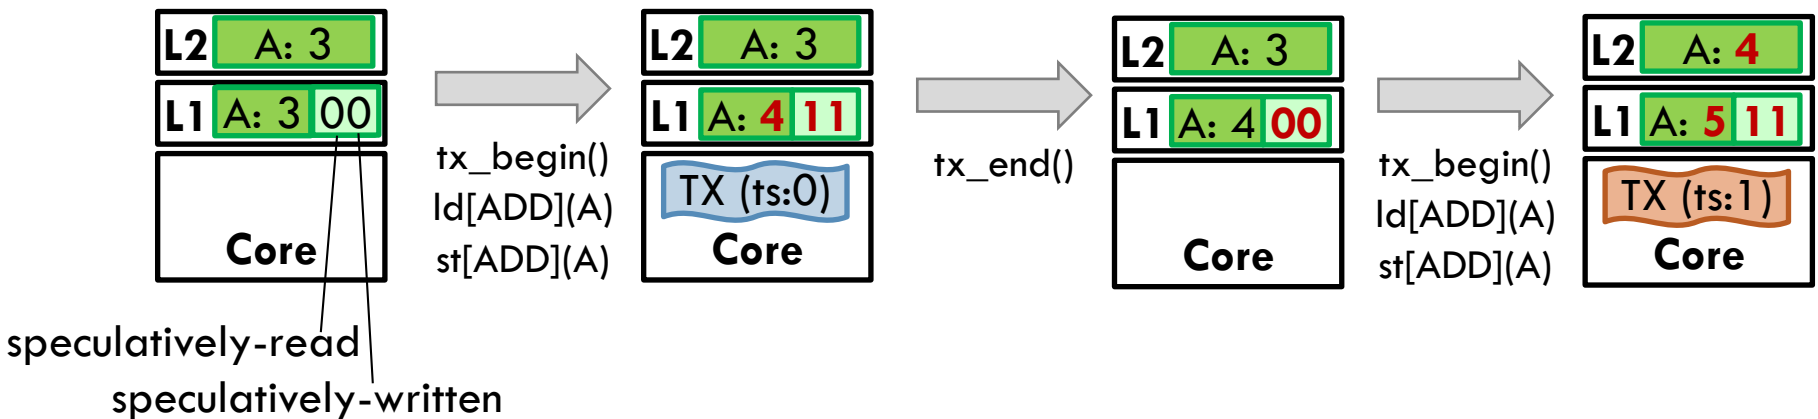 L2 A: 3
L1 A: 3 00
Core
speculatively-read
speculatively-written
tx_begin()
ld[ADD](A)
st[ADD](A)
L2 A: 3
L1 A: 4 11
TX (ts:0)
Core
tx_end()
L2 A: 3
L1 A: 4 00
Core
tx_begin()
ld[ADD](A)
st[ADD](A)
L2 A: 4
L1 A: 5 11
TX (ts:1)
Core